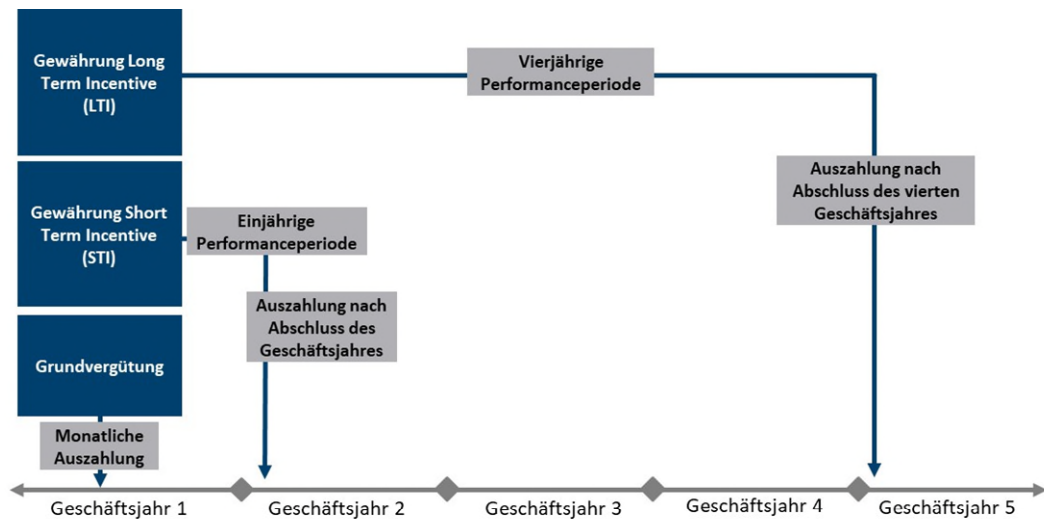 Gewährung Long
Term Incentive
(LTI)
Vierjährige
Performanceperiode
Auszahlung nach
Abschluss des vierten
Geschäftsjahres
Gewährung Short
Term Incentive
(STI)
Einjährige
Performanceperiode
Auszahlung nach
Abschluss des
Geschäftsjahres
Grundvergütung
Monatliche
Auszahlung
Geschäftsjahr 1
Geschäftsjahr 2
Geschäftsjahr 3
Geschäftsjahr 4
Geschäftsjahr 5